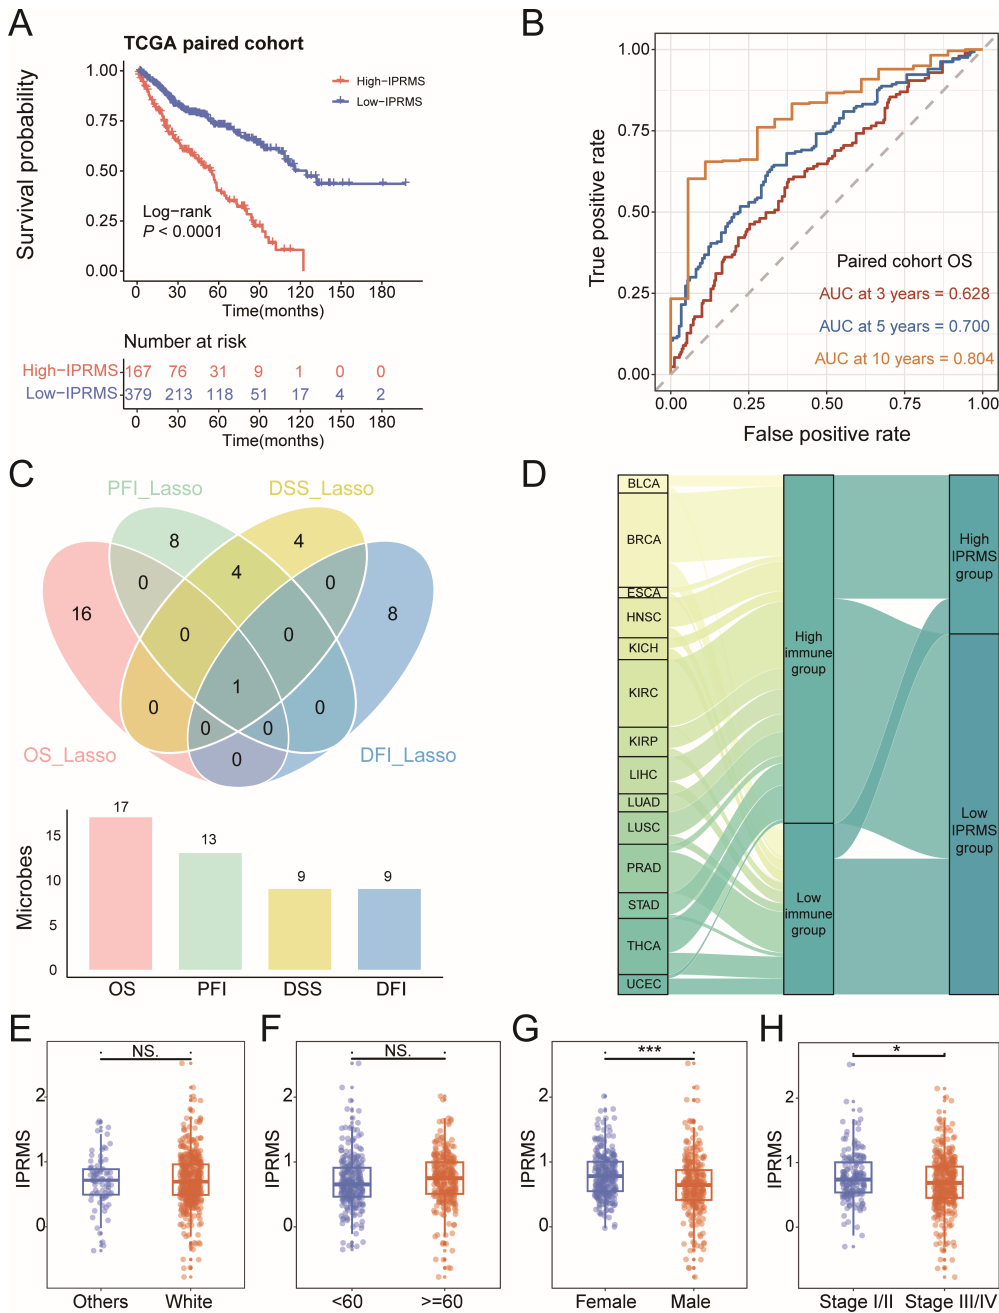 A
TCGA paired cohort
Survival probability
1.00
0.75
0.50
0.25
0.00
High−IPRMS
Low−IPRMS
Log−rank
P < 0.0001
0 30 60 90 120 150 180
Time(months)
Number at risk
High−IPRMS 167 76 31 9 1 0 0
Low−IPRMS 379 213 118 51 17 4 2
0 30 60 90 120 150 180
Time(months)
B
True positive rate
1.00
0.75
0.50
0.25
0.00
Paired cohort OS
AUC at 3 years = 0.628
AUC at 5 years = 0.700
AUC at 10 years = 0.804
0.00 0.25 0.50 0.75 1.00
False positive rate
C
PFI_Lasso DSS_Lasso
8 4
0 4 0
16 8
0 0
1
0 0
0 0
OS_Lasso DFI_Lasso
0
Microbes
15
10
5
0
17
13
9
9
OS PFI DSS DFI
D
BLCA
BRCA
ESCA
HNSC
KICH
KIRC
KIRP
LIHC
LUAD
LUSC
PRAD
STAD
THCA
UCEC
High
immune
group
Low
immune
group
High
IPRMS
group
Low
IPRMS
group
E
NS.
IPRMS
2
1
0
Others White
F
NS.
IPRMS
2
1
0
<60 >=60
G
***
IPRMS
2
1
0
Female Male
H
*
IPRMS
2
1
0
Stage I/II Stage III/IV